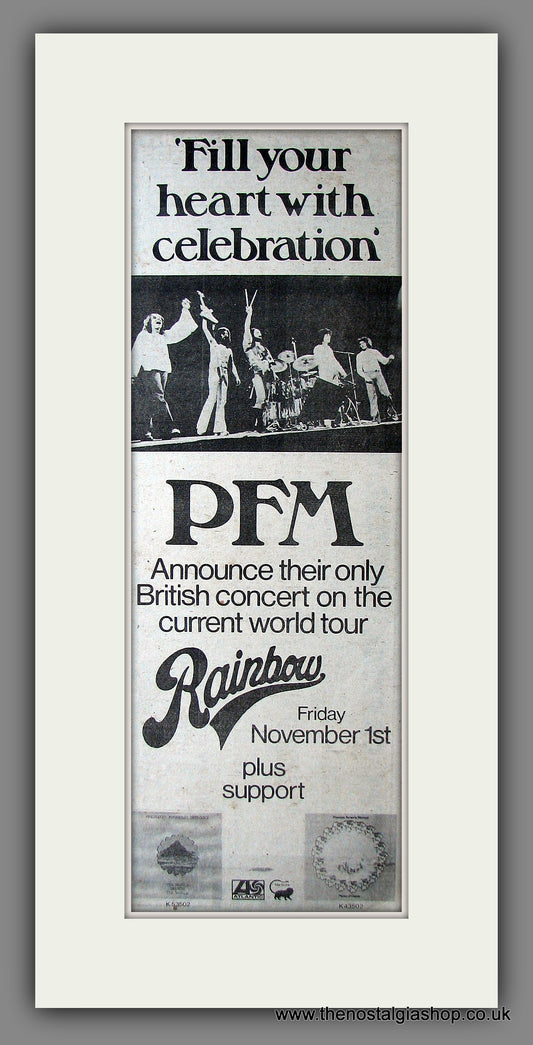 'Fill your
heart with
celebration'
PFM
Announce their only
British concert on the
current world tour
Rainbow
Friday
November 1st
plus
support
K 53502
ATLANTIC
K 43502
www.thenostalgiashop.co.uk